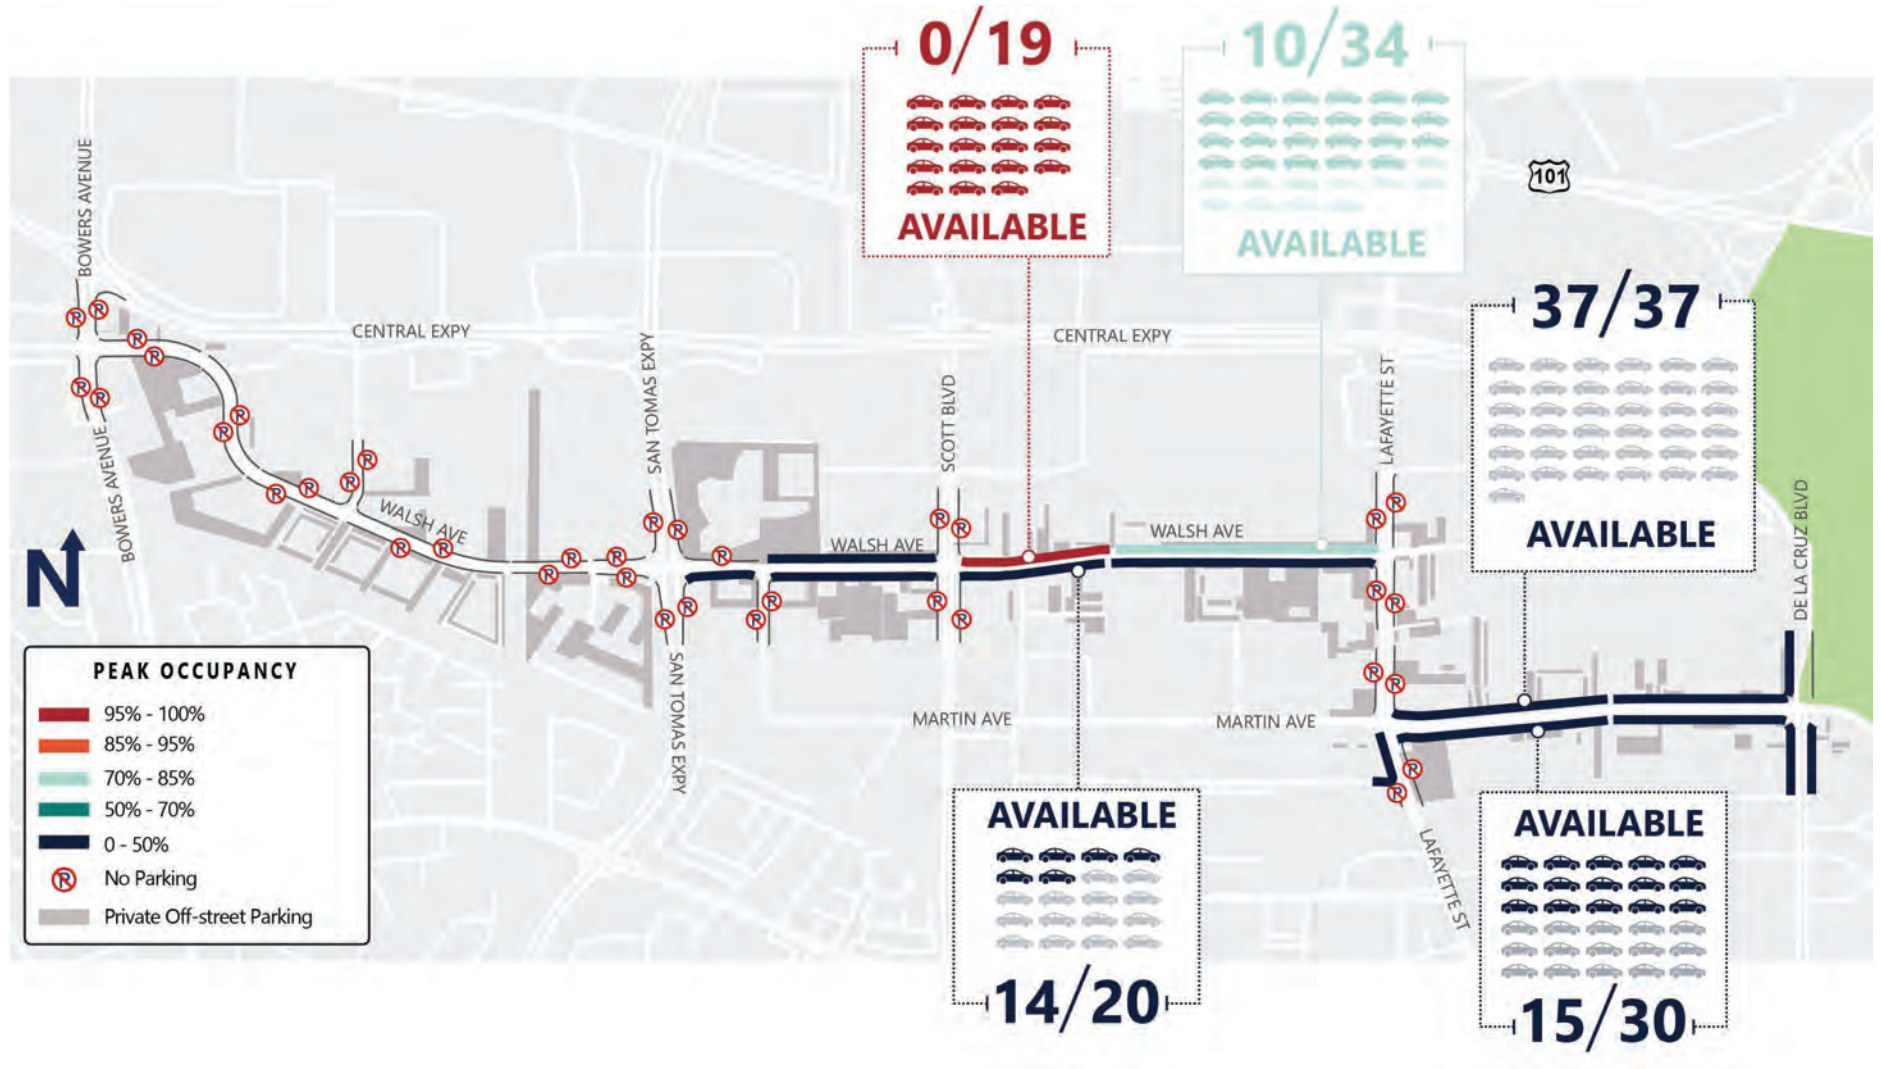 0/19
AVAILABLE
10/34
AVAILABLE
101
37/37
AVAILABLE
BOWERS AVENUE
BOWERS AVENUE
CENTRAL EXPY
CENTRAL EXPY
SAN TOMAS EXPY
SCOTT BLVD
LAFAYETTE ST
DE LA CRUZ BLVD
WALSH AVE
WALSH AVE
WALSH AVE
N
SAN TOMAS EXPY
MARTIN AVE
MARTIN AVE
LAFAYETTE ST
PEAK OCCUPANCY
95% - 100%
85% - 95%
70% - 85%
50% - 70%
0 - 50%
No Parking
Private Off-street Parking
AVAILABLE
14/20
AVAILABLE
15/30